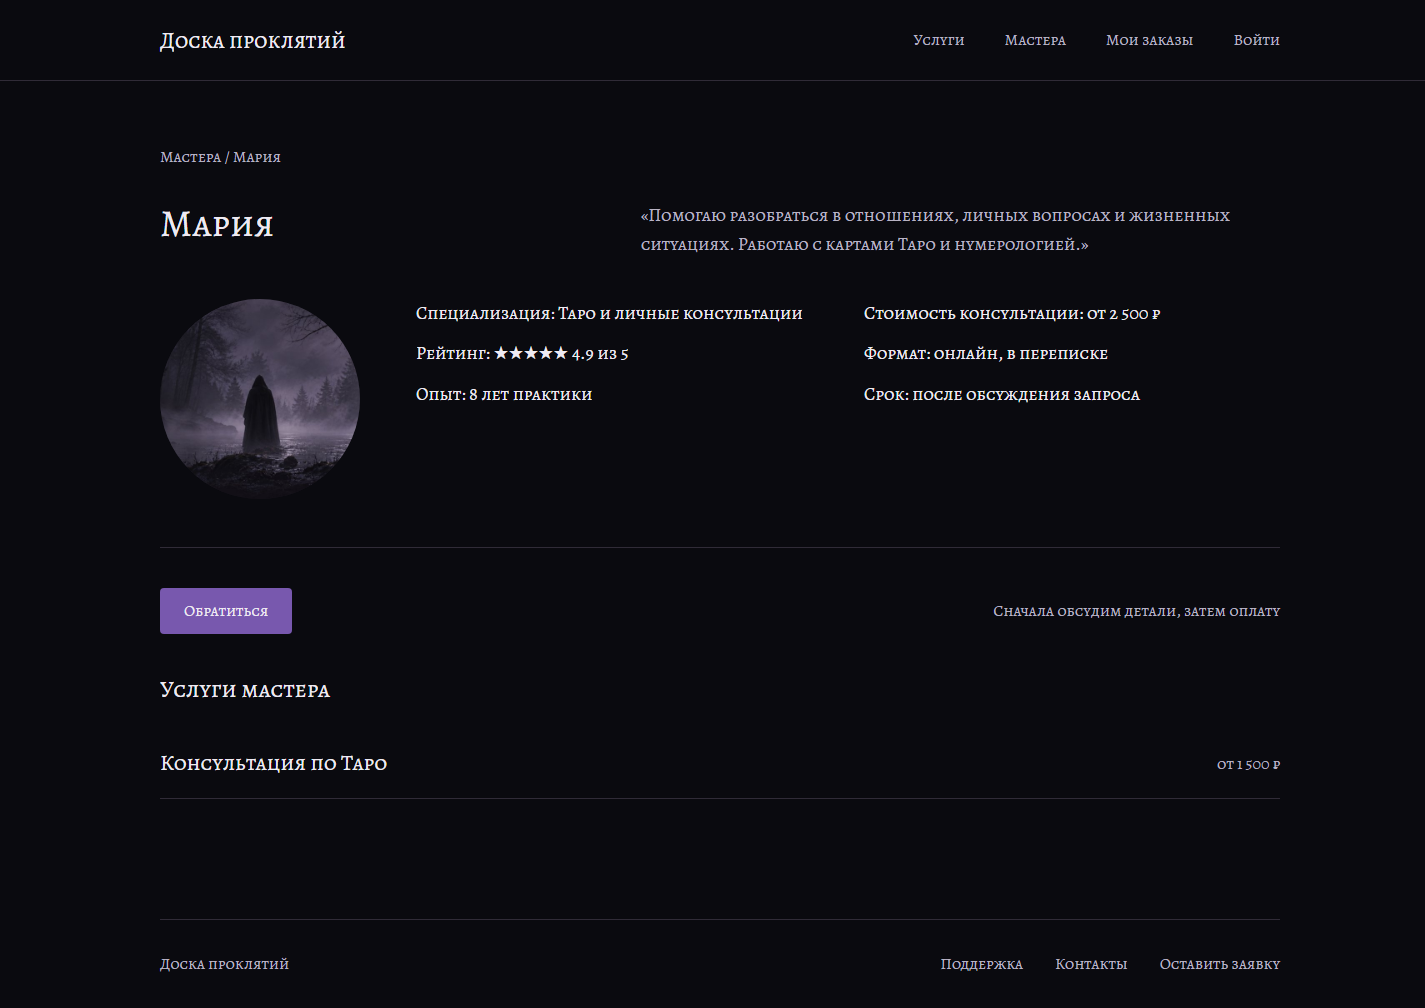 Доска проклятий
Услуги
Мастера
Мои заказы
Войти
Мастера / Мария
Мария
«Помогаю разобраться в отношениях, личных вопросах и жизненных
ситуациях. Работаю с картами Таро и нумерологией.»
Специализация: Таро и личные консультации
Рейтинг: ★★★★★ 4.9 из 5
Опыт: 8 лет практики
Стоимость консультации: от 2 500 ₽
Формат: онлайн, в переписке
Срок: после обсуждения запроса
Обратиться
Сначала обсудим детали, затем оплату
Услуги мастера
Консультация по Таро
от 1 500 ₽
Доска проклятий
Поддержка
Контакты
Оставить заявку